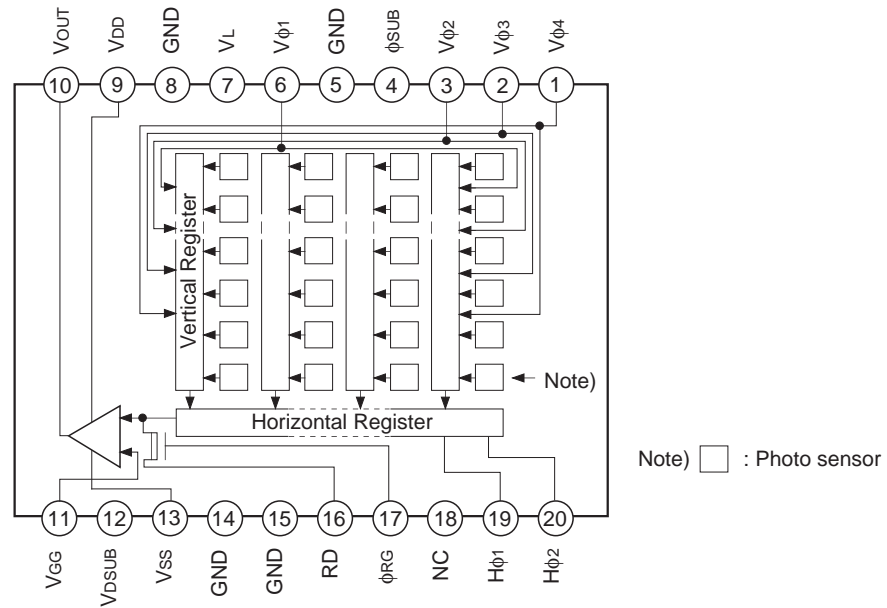 VOUT VDD GND VL Vφ1 GND φSUB Vφ2 Vφ3 Vφ4
10 9 8 7 6 5 4 3 2 1
Vertical Register
Note)
Horizontal Register
Note) : Photo sensor
11 12 13 14 15 16 17 18 19 20
VGG VDSUB VSS GND GND RD φRG NC Hφ1 Hφ2